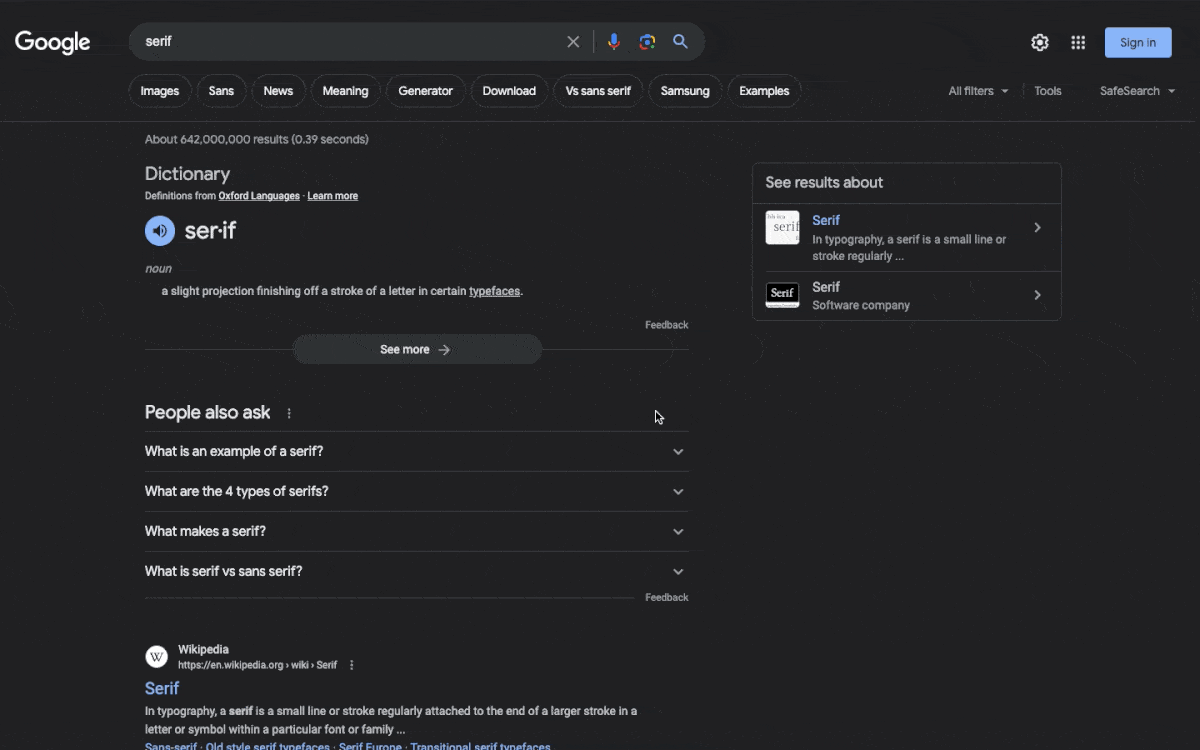 Google
serif
Sign in
Images
Sans
News
Meaning
Generator
Download
Vs sans serif
Samsung
Examples
All filters
Tools
SafeSearch
About 642,000,000 results (0.39 seconds)
Dictionary
Definitions from Oxford Languages · Learn more
ser·if
noun
a slight projection finishing off a stroke of a letter in certain typefaces.
Feedback
See more
People also ask
What is an example of a serif?
What are the 4 types of serifs?
What makes a serif?
What is serif vs sans serif?
Feedback
W
Wikipedia
https://en.wikipedia.org › wiki › Serif
Serif
In typography, a serif is a small line or stroke regularly attached to the end of a larger stroke in a
letter or symbol within a particular font or family ...
Sans-serif · Old style serif typefaces · Serif Europe · Transitional serif typefaces
See results about
serif
Serif
In typography, a serif is a small line or
stroke regularly ...
Serif
Serif
Software company